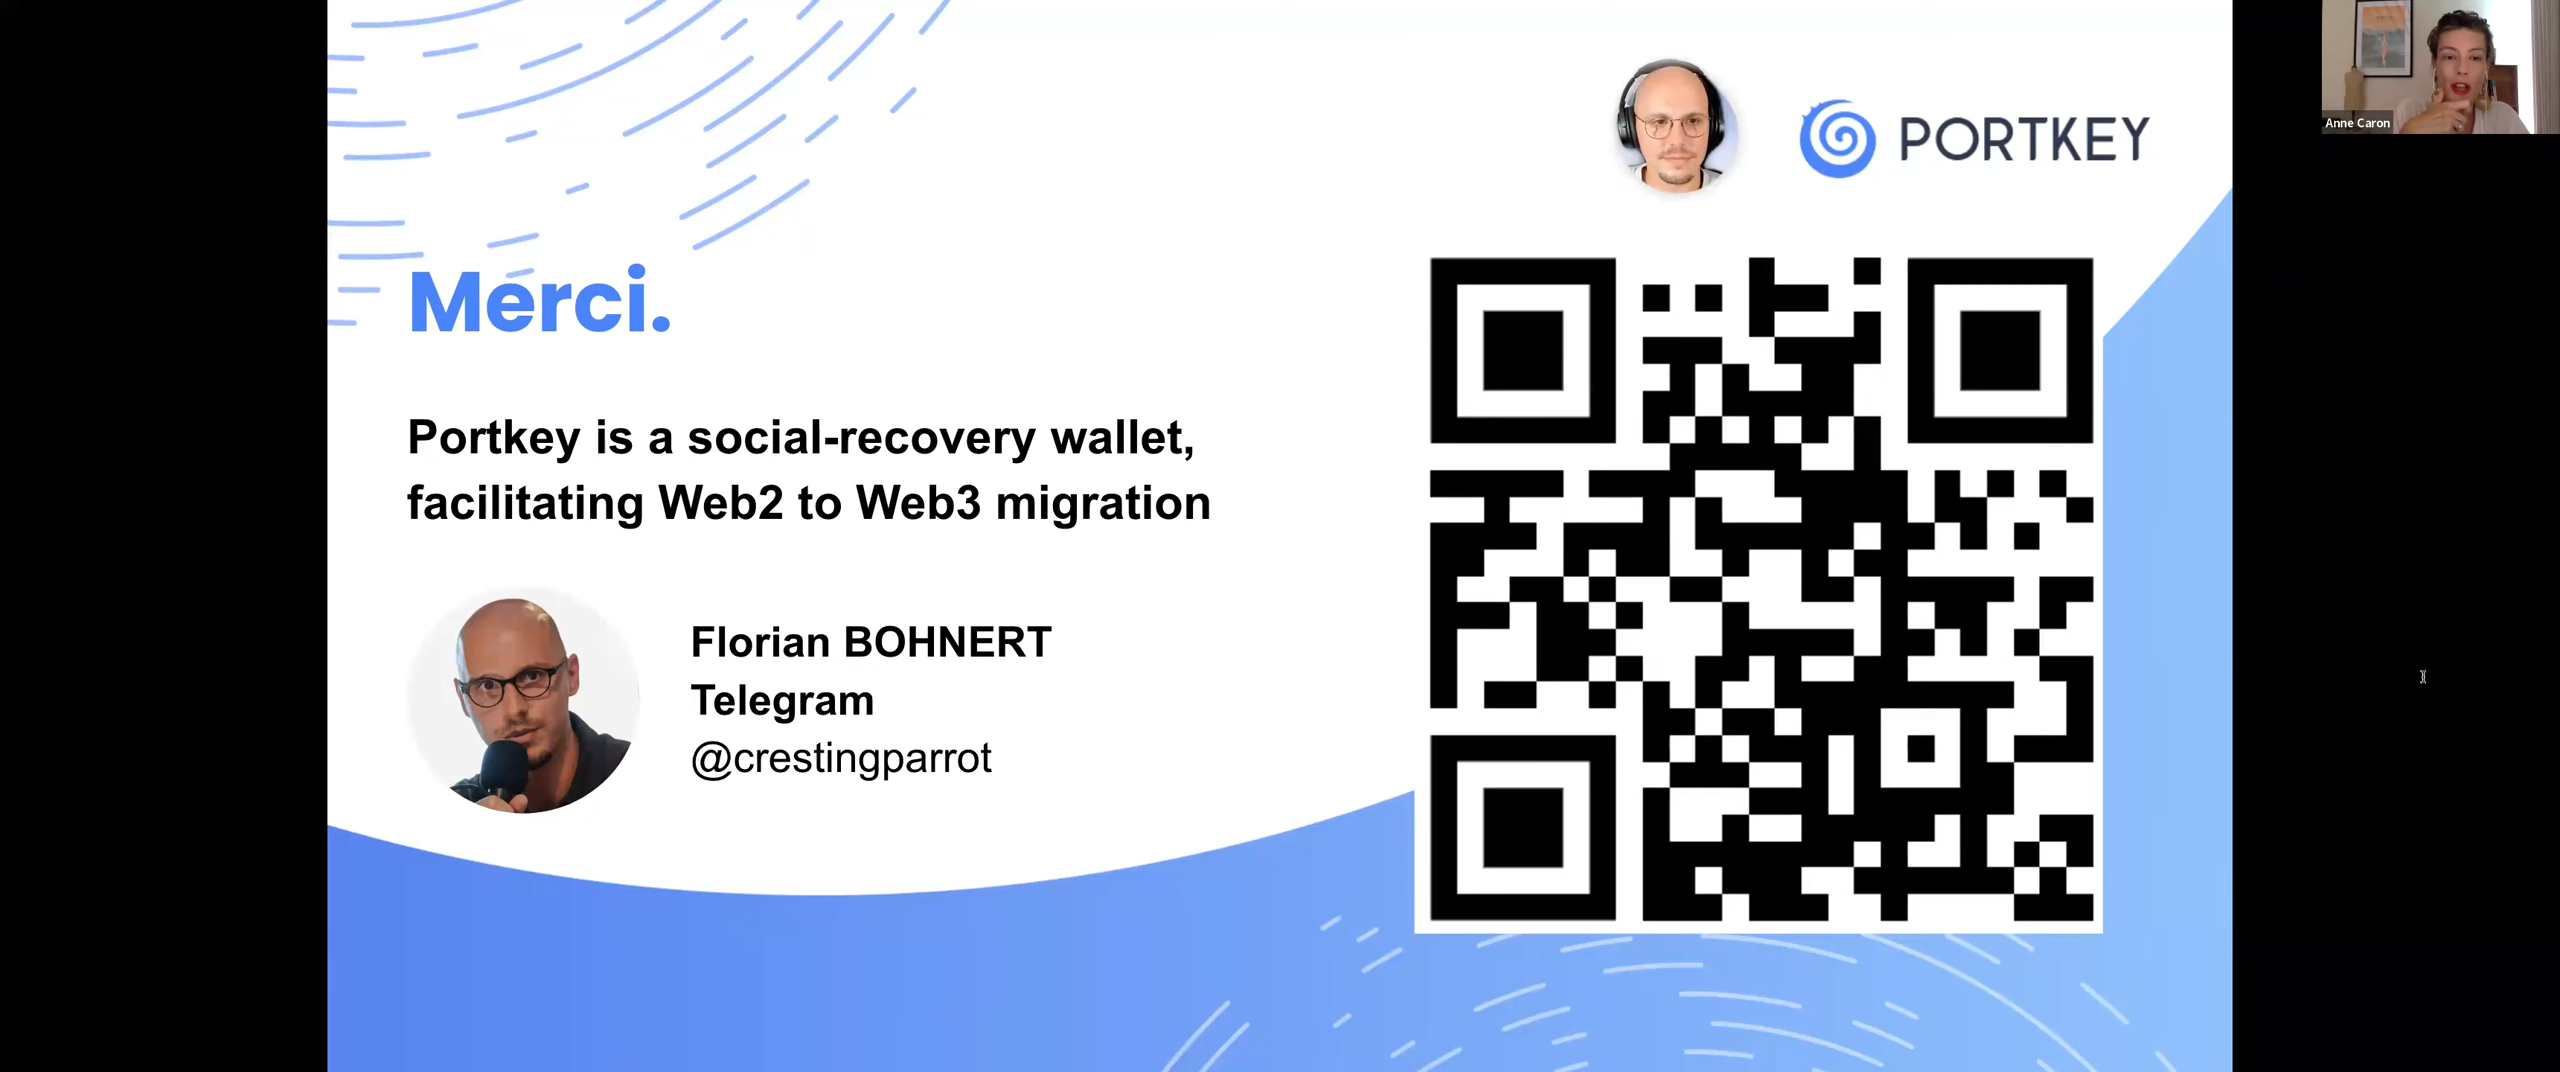 Anne Caron
PORTKEY
Merci.
Portkey is a social-recovery wallet,
facilitating Web2 to Web3 migration
Florian BOHNERT
Telegram
@crestingparrot